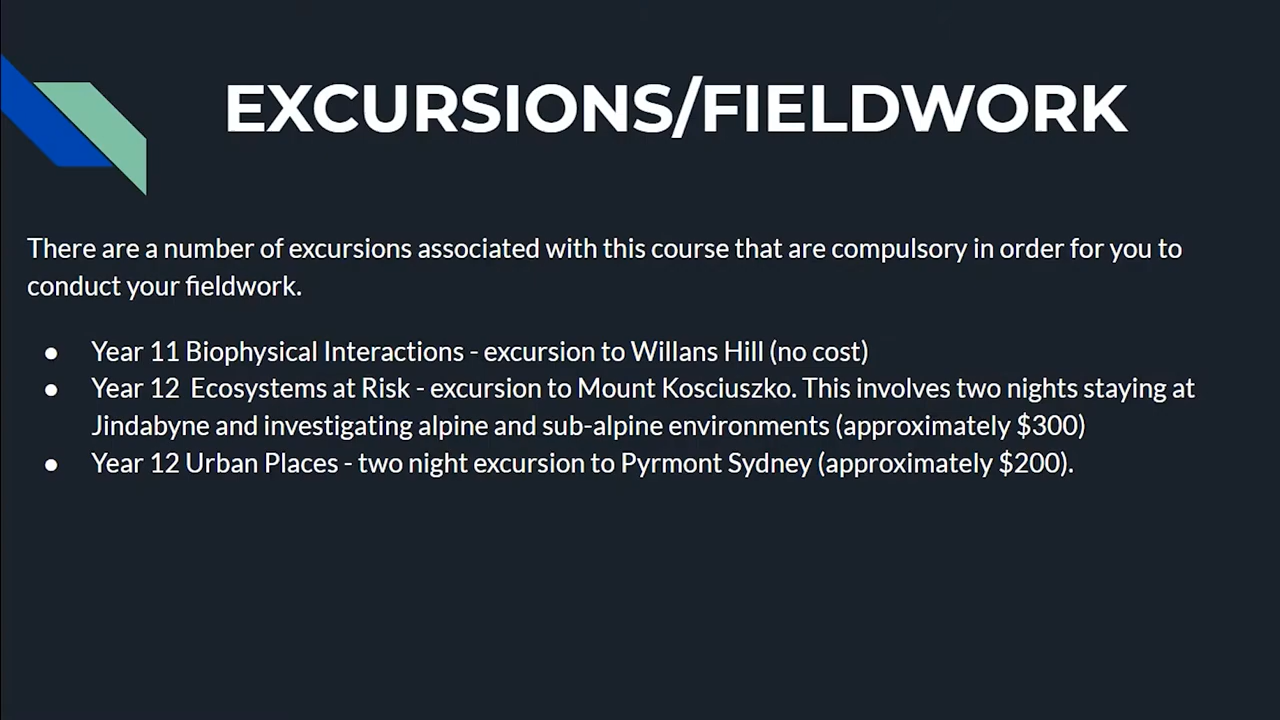 EXCURSIONS/FIELDWORK
There are a number of excursions associated with this course that are compulsory in order for you to
conduct your fieldwork.
● Year 11 Biophysical Interactions - excursion to Willans Hill (no cost)
● Year 12  Ecosystems at Risk - excursion to Mount Kosciuszko. This involves two nights staying at
Jindabyne and investigating alpine and sub-alpine environments (approximately $300)
● Year 12 Urban Places - two night excursion to Pyrmont Sydney (approximately $200).